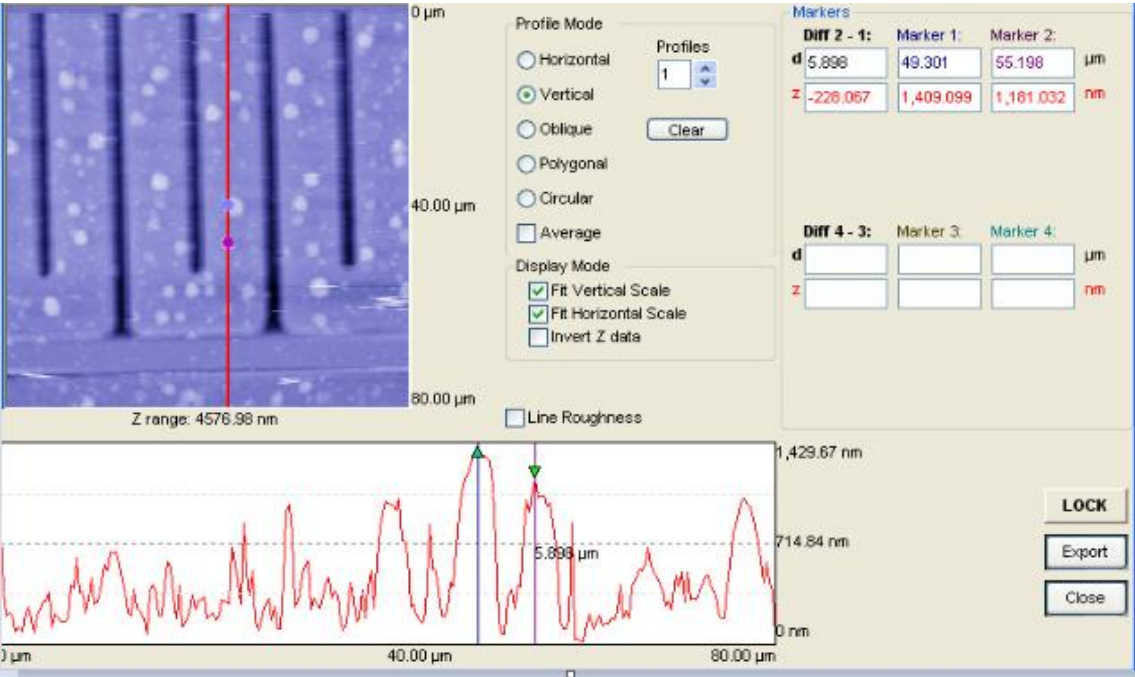 0 µm
40.00 µm
80.00 µm
Z range: 4576.98 nm
Profile Mode
Horizontal
Vertical
Oblique
Polygonal
Circular
Average
Profiles
1
Clear
Display Mode
Fit Vertical Scale
Fit Horizontal Scale
Invert Z data
Line Roughness
Markers
Diff 2 - 1: Marker 1: Marker 2:
d 5.898 49.301 55.198 µm
z -228.067 1,409.099 1,181.032 nm
Diff 4 - 3: Marker 3: Marker 4:
d µm
z nm
1,429.67 nm
714.84 nm
0 nm
5.898 µm
0 µm 40.00 µm 80.00 µm
LOCK
Export
Close